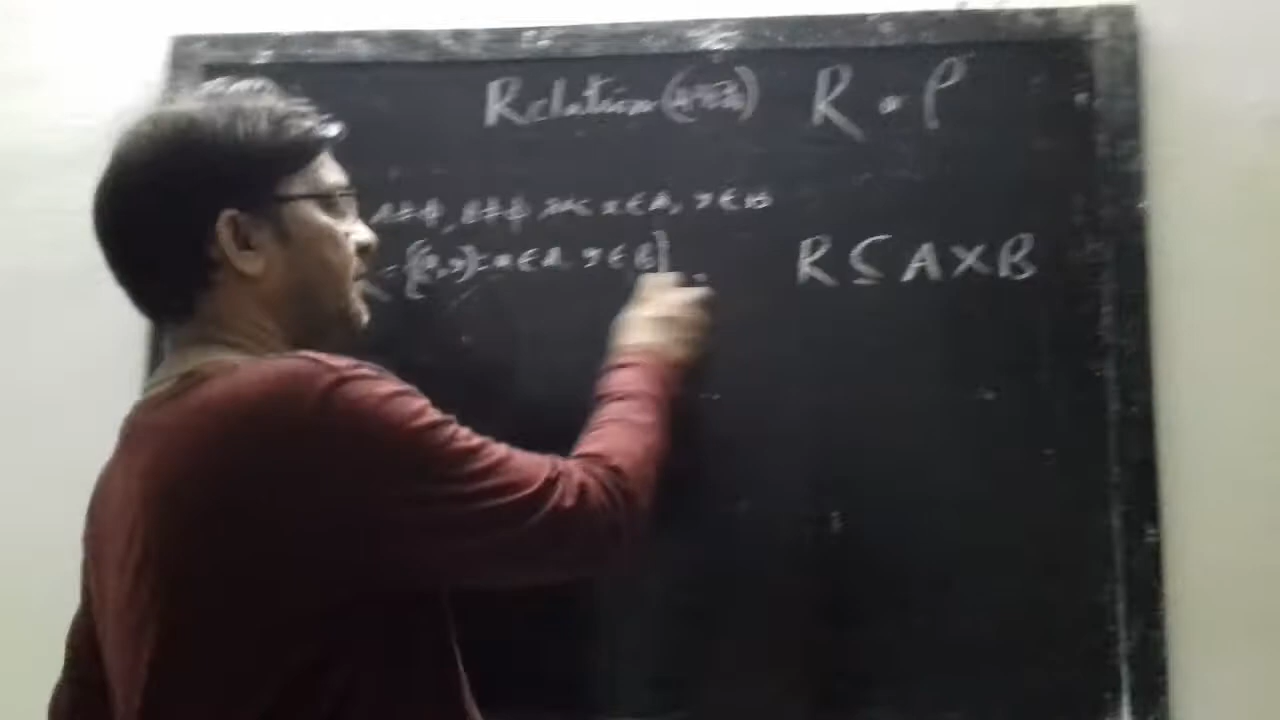 Relation R ∘ ρ
A≠φ, B≠φ x∈A, y∈B
= {(x,y): x∈A y∈B}
R ⊆ A×B